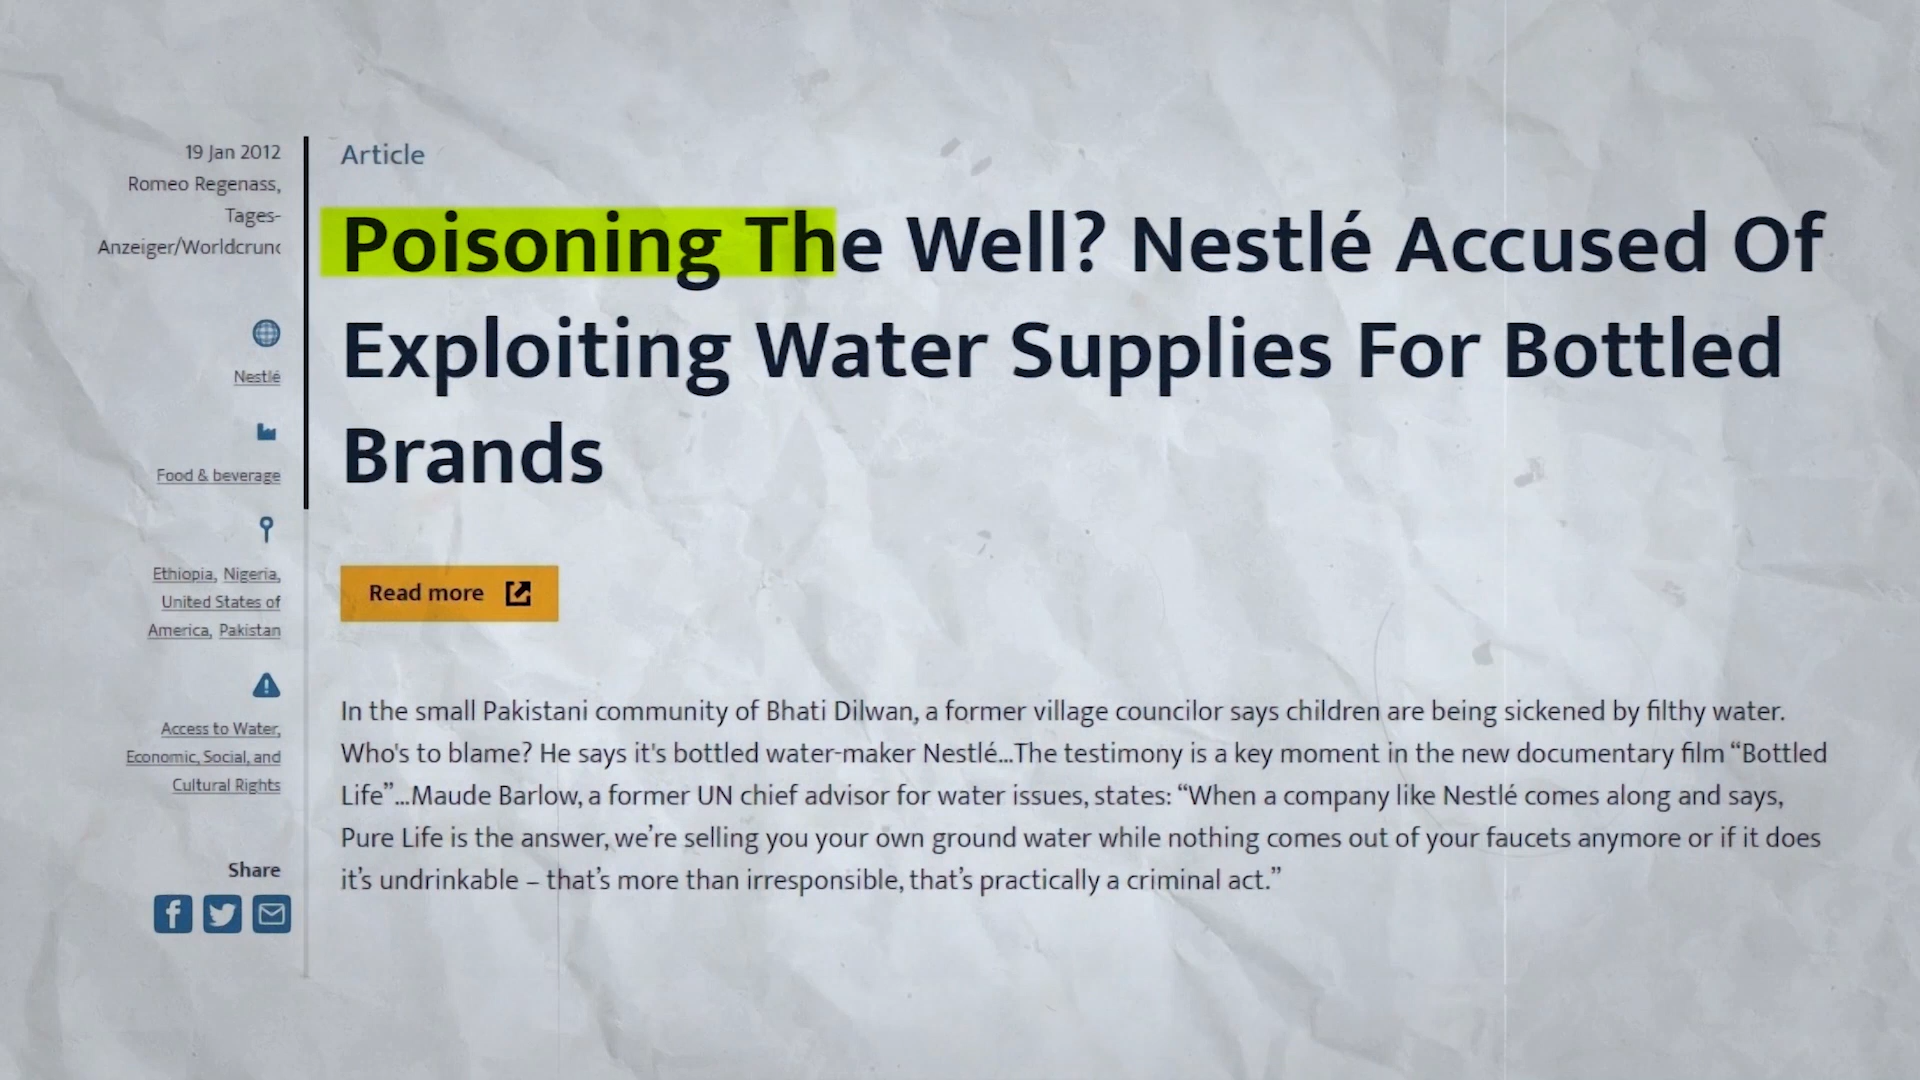 19 Jan 2012
Romeo Regenass,
Tages-
Anzeiger/Worldcrunc
Nestlé
Food & beverage
Ethiopia, Nigeria,
United States of
America, Pakistan
Access to Water,
Economic, Social, and
Cultural Rights
Share
Article
Poisoning The Well? Nestlé Accused Of
Exploiting Water Supplies For Bottled
Brands
Read more
In the small Pakistani community of Bhati Dilwan, a former village councilor says children are being sickened by filthy water.
Who's to blame? He says it's bottled water-maker Nestlé...The testimony is a key moment in the new documentary film “Bottled
Life”...Maude Barlow, a former UN chief advisor for water issues, states: “When a company like Nestlé comes along and says,
Pure Life is the answer, we’re selling you your own ground water while nothing comes out of your faucets anymore or if it does
it’s undrinkable – that’s more than irresponsible, that’s practically a criminal act.”